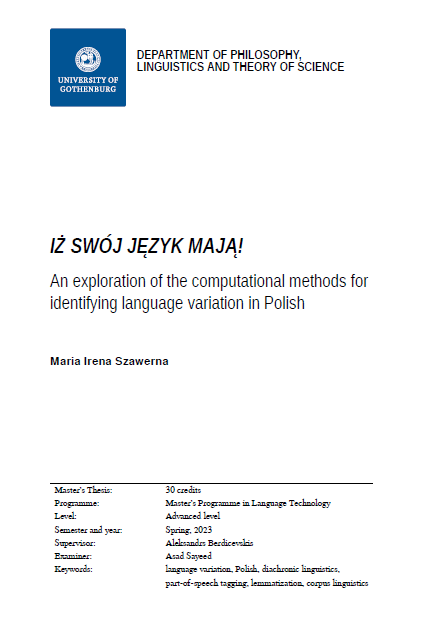 UNIVERSITY OF
GOTHENBURG
DEPARTMENT OF PHILOSOPHY,
LINGUISTICS AND THEORY OF SCIENCE
IŻ SWÓJ JĘZYK MAJĄ!
An exploration of the computational methods for
identifying language variation in Polish
Maria Irena Szawerna
Master's Thesis: 30 credits
Programme: Master's Programme in Language Technology
Level: Advanced level
Semester and year: Spring, 2023
Supervisor: Aleksandrs Berdicevskis
Examiner: Asad Sayeed
Keywords: language variation, Polish, diachronic linguistics,
part-of-speech tagging, lemmatization, corpus linguistics